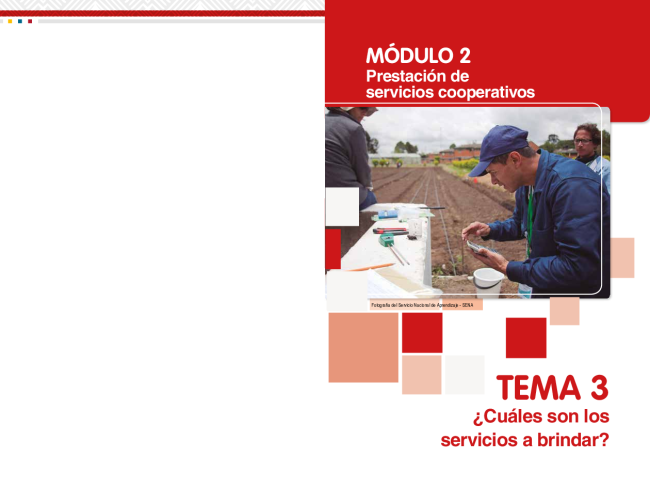 MÓDULO 2
Prestación de
servicios cooperativos
Fotografía del Servicio Nacional de Aprendizaje - SENA
TEMA 3
¿Cuáles son los
servicios a brindar?